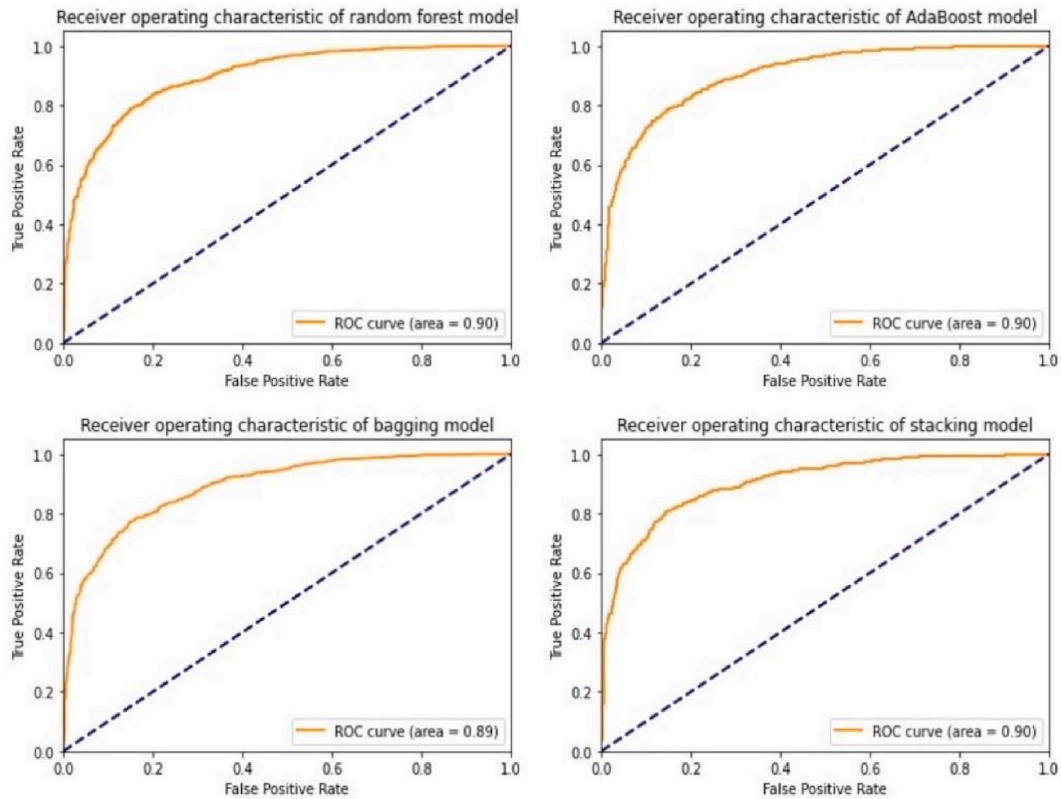 Receiver operating characteristic of random forest model
1.0
0.8
0.6
0.4
0.2
0.0
True Positive Rate
ROC curve (area = 0.90)
0.0 0.2 0.4 0.6 0.8 1.0
False Positive Rate
Receiver operating characteristic of AdaBoost model
1.0
0.8
0.6
0.4
0.2
0.0
True Positive Rate
ROC curve (area = 0.90)
0.0 0.2 0.4 0.6 0.8 1.0
False Positive Rate
Receiver operating characteristic of bagging model
1.0
0.8
0.6
0.4
0.2
0.0
True Positive Rate
ROC curve (area = 0.89)
0.0 0.2 0.4 0.6 0.8 1.0
False Positive Rate
Receiver operating characteristic of stacking model
1.0
0.8
0.6
0.4
0.2
0.0
True Positive Rate
ROC curve (area = 0.90)
0.0 0.2 0.4 0.6 0.8 1.0
False Positive Rate